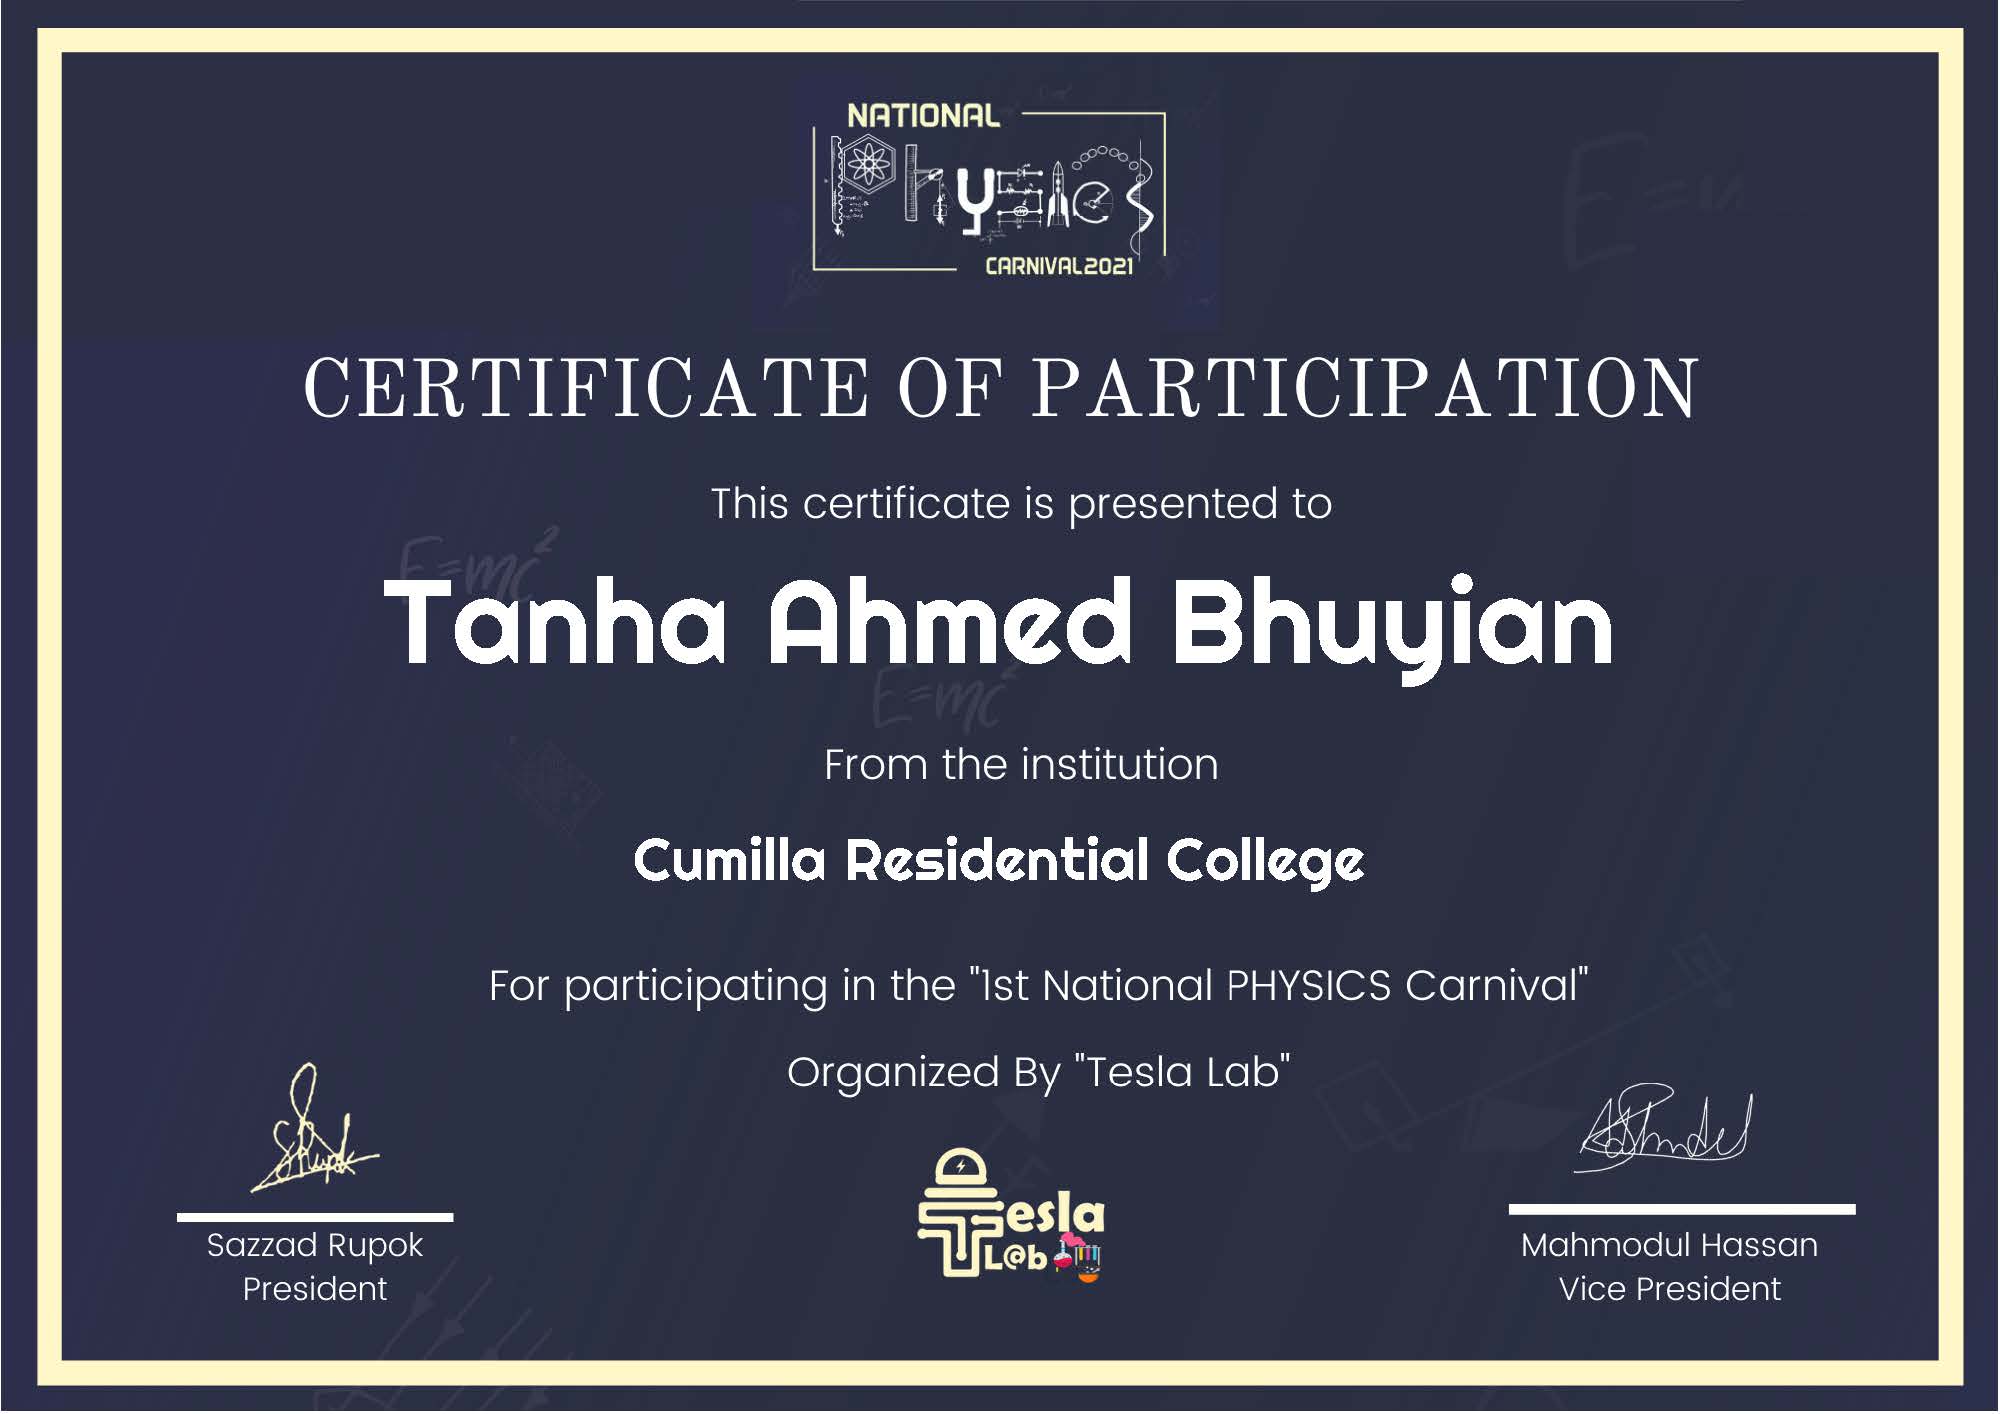 NATIONAL
Physics
CARNIVAL2021
CERTIFICATE OF PARTICIPATION
This certificate is presented to
E=mc²
Tanha Ahmed Bhuyian
E=mc²
From the institution
Cumilla Residential College
For participating in the "1st National PHYSICS Carnival"
Organized By "Tesla Lab"
Tesla
L@b
Sazzad Rupok
President
Mahmodul Hassan
Vice President